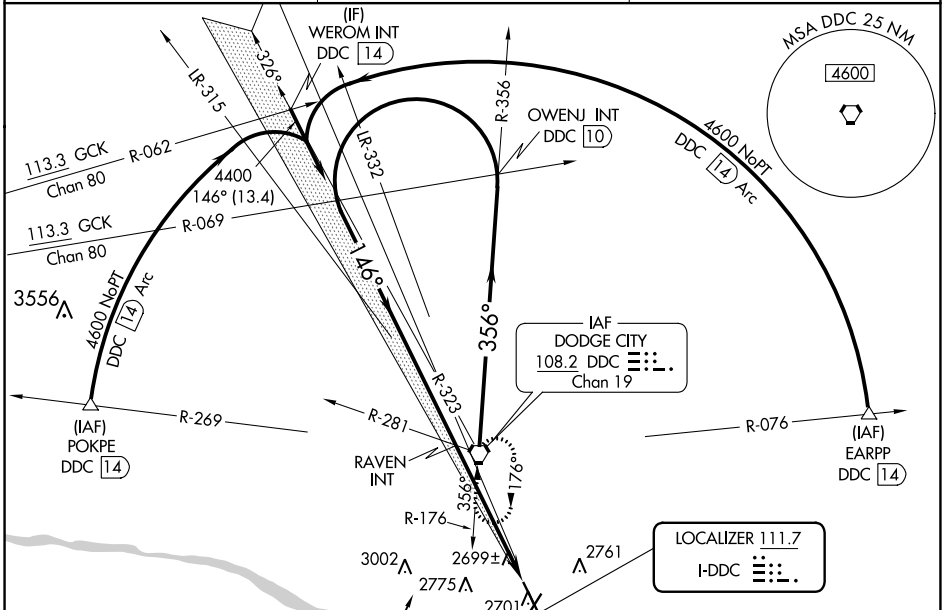 (IF)
WEROM INT
DDC 14
MSA DDC 25 NM
4600
326°
LR-315
R-356
OWENJ INT
DDC 10
LR-332
4600 NoPT
DDC 14 Arc
113.3 GCK
Chan 80
R-062
4400
146° (13.4)
113.3 GCK
Chan 80
R-069
146°
3556
4600 NoPT
DDC 14 Arc
356°
IAF
DODGE CITY
108.2 DDC
Chan 19
R-323
R-269
R-281
R-076
(IAF)
POKPE
DDC 14
(IAF)
EARPP
DDC 14
RAVEN
INT
356°
176°
R-176
LOCALIZER 111.7
I-DDC
3002
2699±
2761
2775
2701